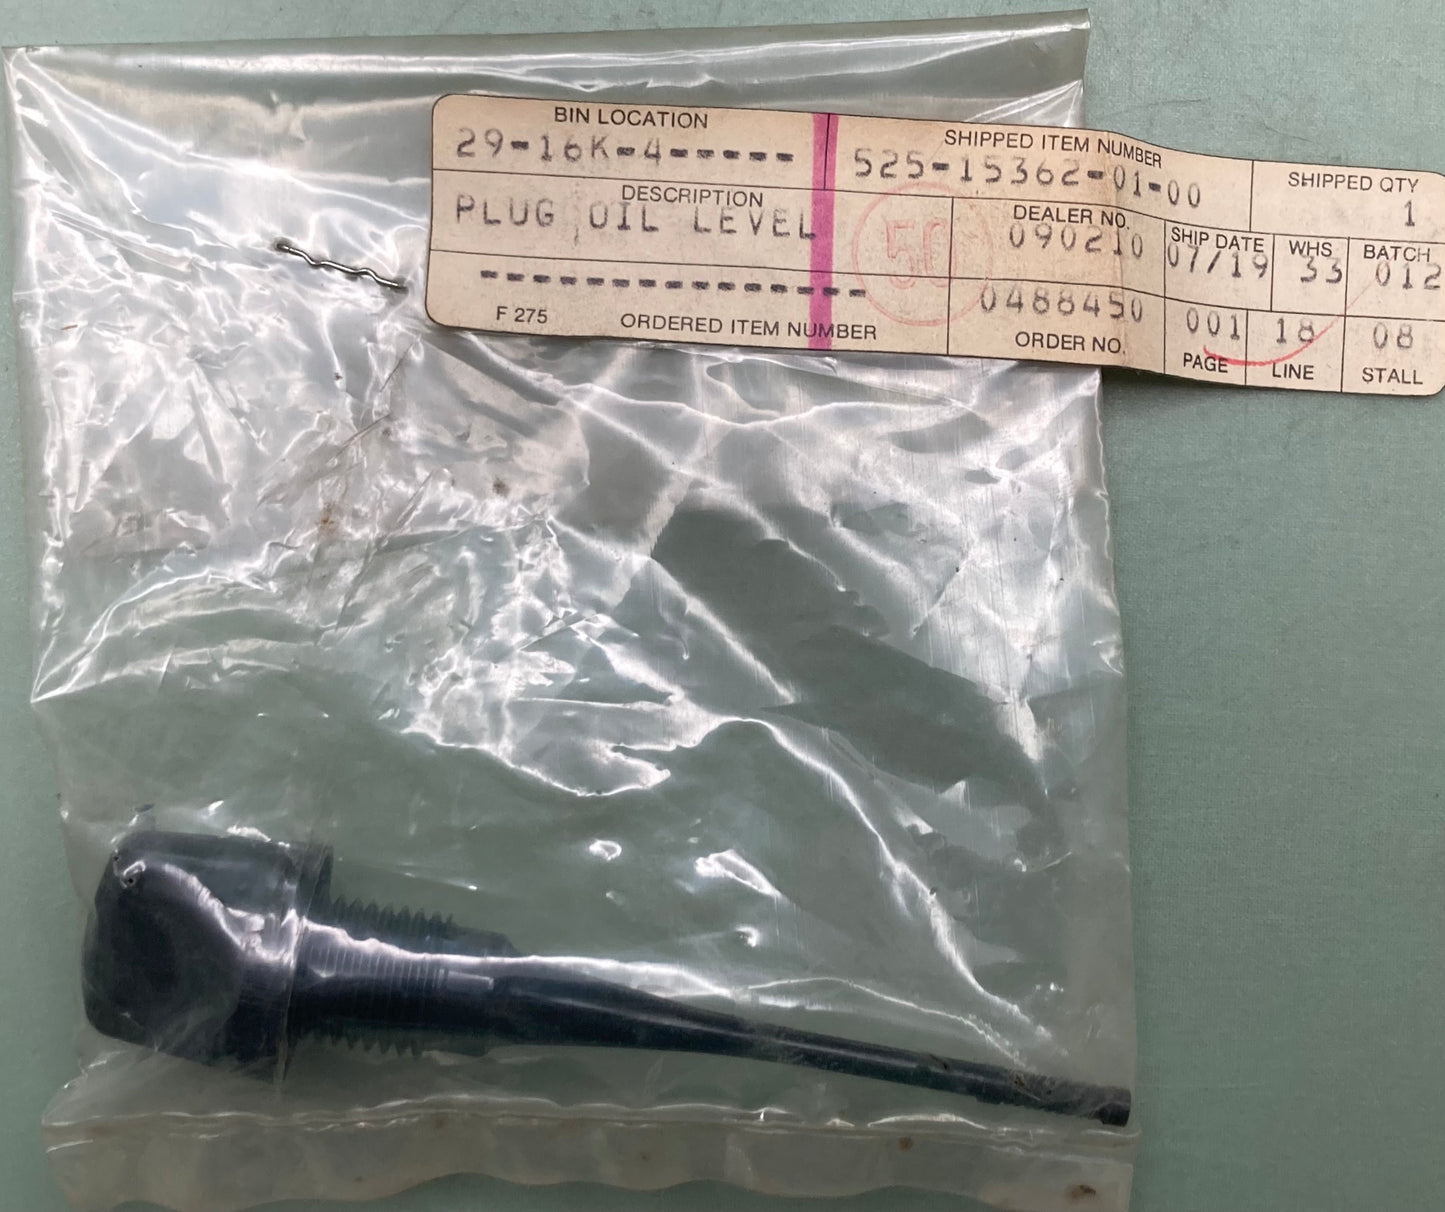 BIN LOCATION
29-16K-4-----
SHIPPED ITEM NUMBER
525-15362-01-00
SHIPPED QTY
1
DESCRIPTION
PLUG OIL LEVEL
50
DEALER NO.
090210
SHIP DATE
07/19
WHS
33
BATCH
012
---------------
F 275 ORDERED ITEM NUMBER
0488450
ORDER NO.
001
PAGE
18
LINE
08
STALL